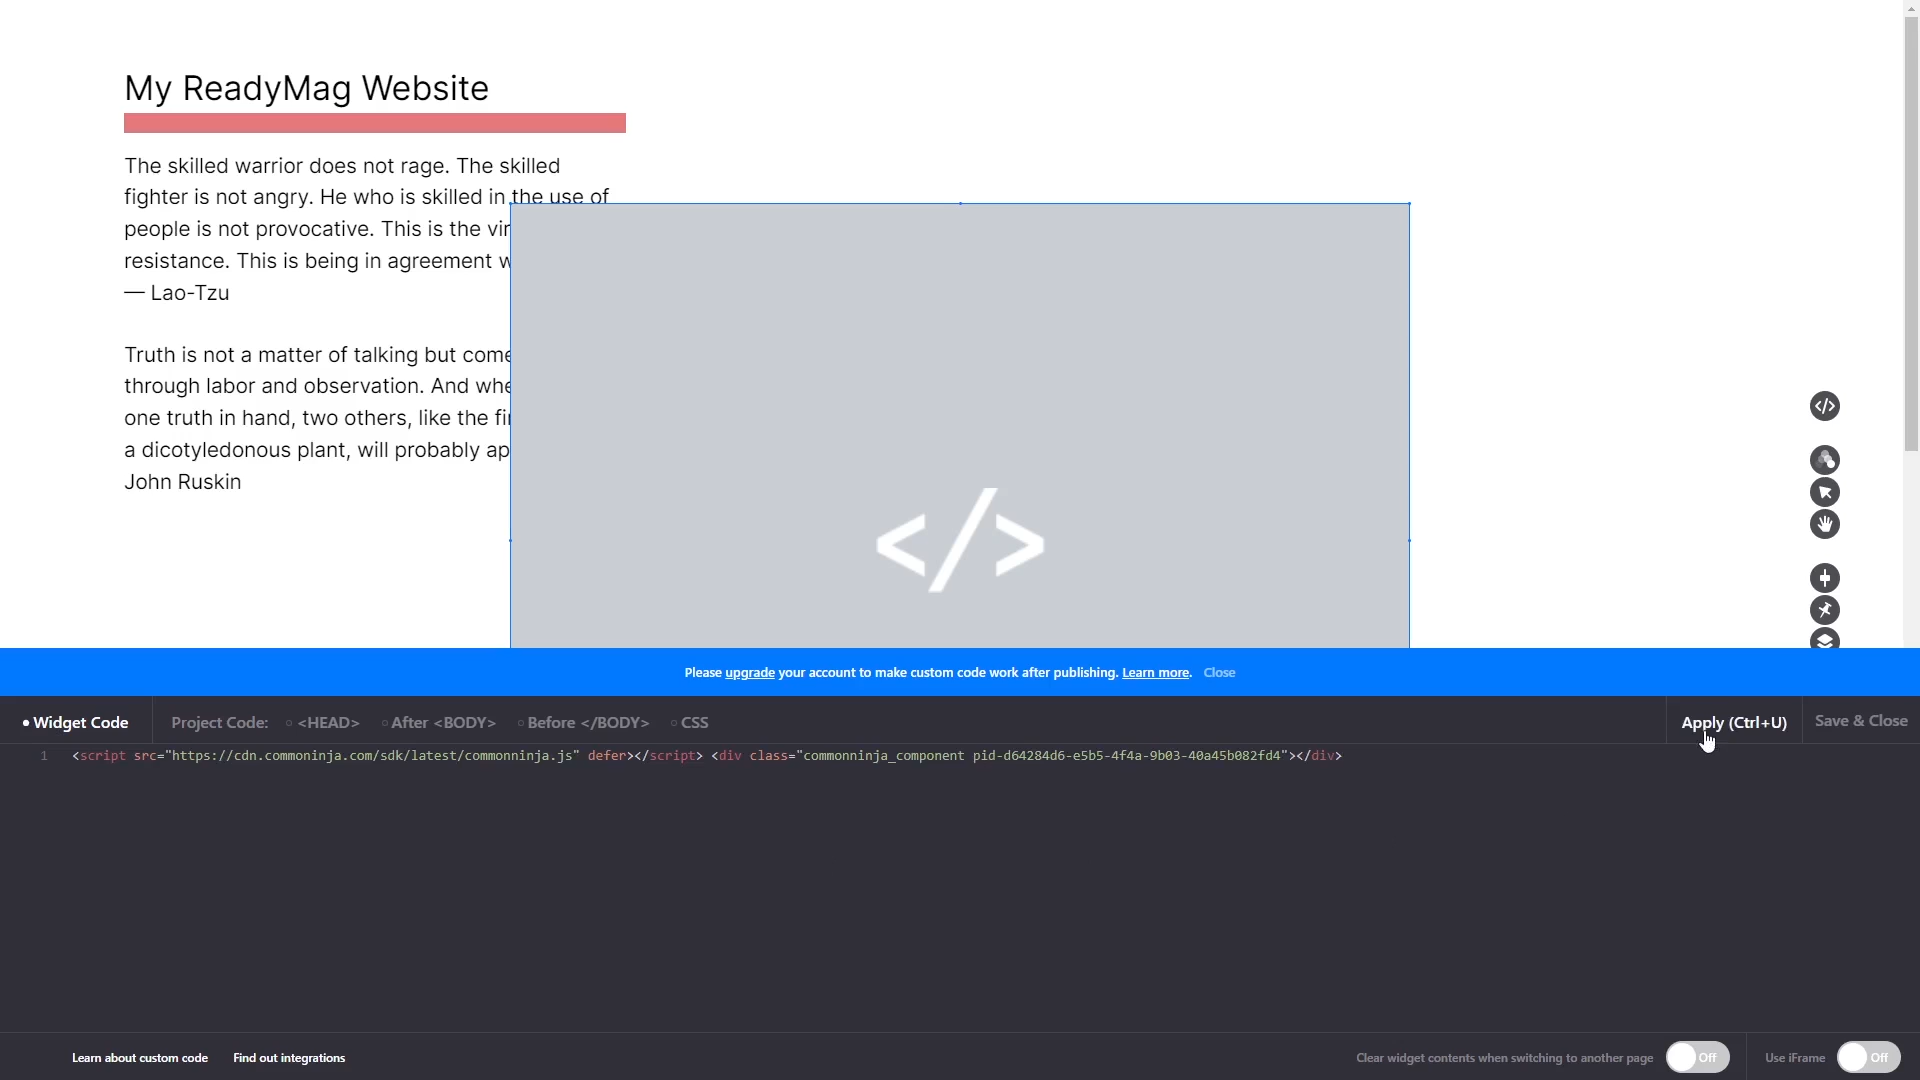 My ReadyMag Website
The skilled warrior does not rage. The skilled
fighter is not angry. He who is skilled in the use of
people is not provocative. This is the
resistance. This is being in agreement
— Lao-Tzu
Truth is not a matter of talking but
through labor and observation. And
one truth in hand, two others, like the
a dicotyledonous plant, will probably
John Ruskin
</>
</>
Please upgrade your account to make custom code work after publishing. Learn more. Close
Widget Code Project Code: <HEAD> After <BODY> Before </BODY> CSS Apply (Ctrl+U) Save & Close
1 <script src="https://cdn.commoninja.com/sdk/latest/commonninja.js" defer></script> <div class="commonninja_component pid-d64284d6-e5b5-4f4a-9b03-40a45b082fd4"></div>
Learn about custom code Find out integrations Clear widget contents when switching to another page Off Use iFrame Off